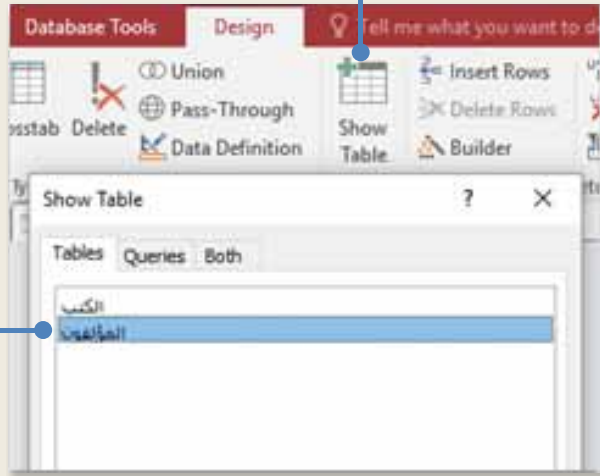 Database Tools Design Tell me what you want to
Union
Pass-Through
Data Definition
Delete
Show Table
Insert Rows
Delete Rows
Builder
Show Table ? ×
Tables Queries Both
الكتب
المؤلفون